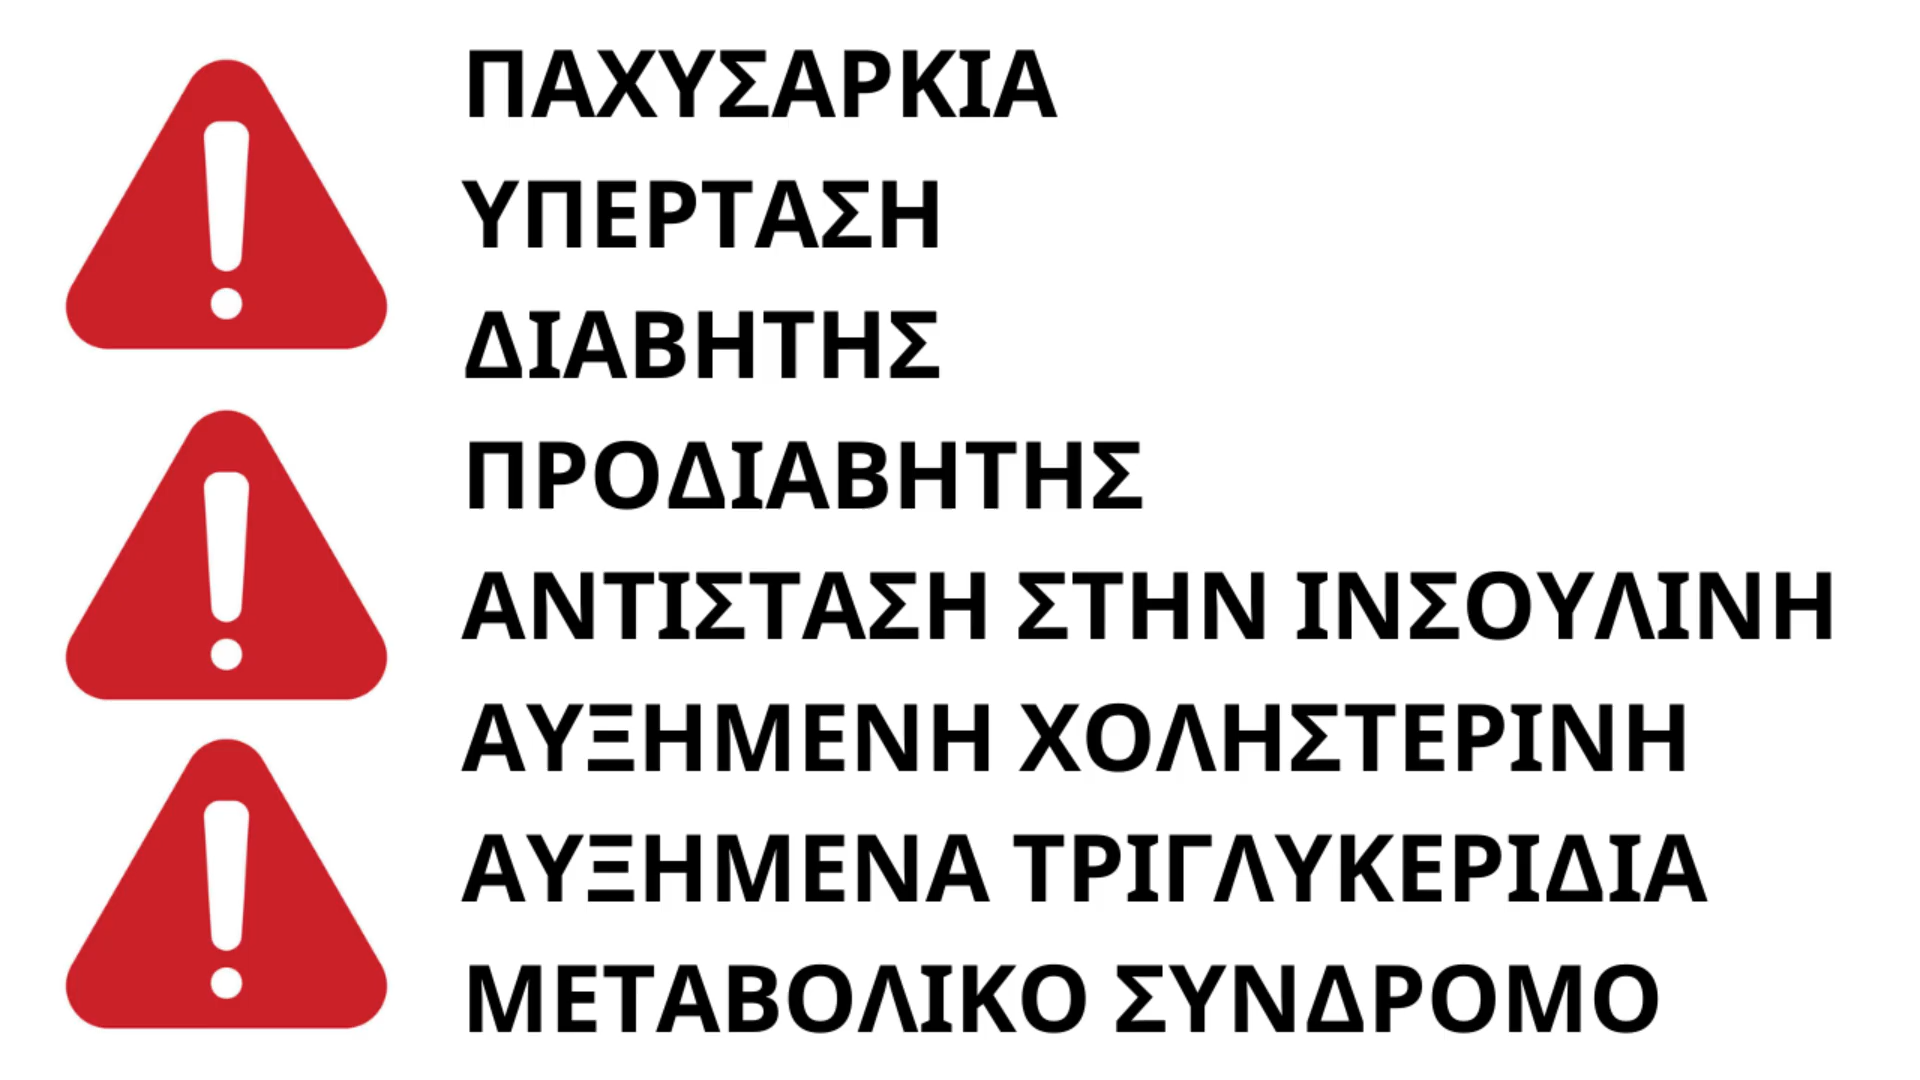 ΠΑΧΥΣΑΡΚΙΑ
ΥΠΕΡΤΑΣΗ
ΔΙΑΒΗΤΗΣ
ΠΡΟΔΙΑΒΗΤΗΣ
ΑΝΤΙΣΤΑΣΗ ΣΤΗΝ ΙΝΣΟΥΛΙΝΗ
ΑΥΞΗΜΕΝΗ ΧΟΛΗΣΤΕΡΙΝΗ
ΑΥΞΗΜΕΝΑ ΤΡΙΓΛΥΚΕΡΙΔΙΑ
ΜΕΤΑΒΟΛΙΚΟ ΣΥΝΔΡΟΜΟ